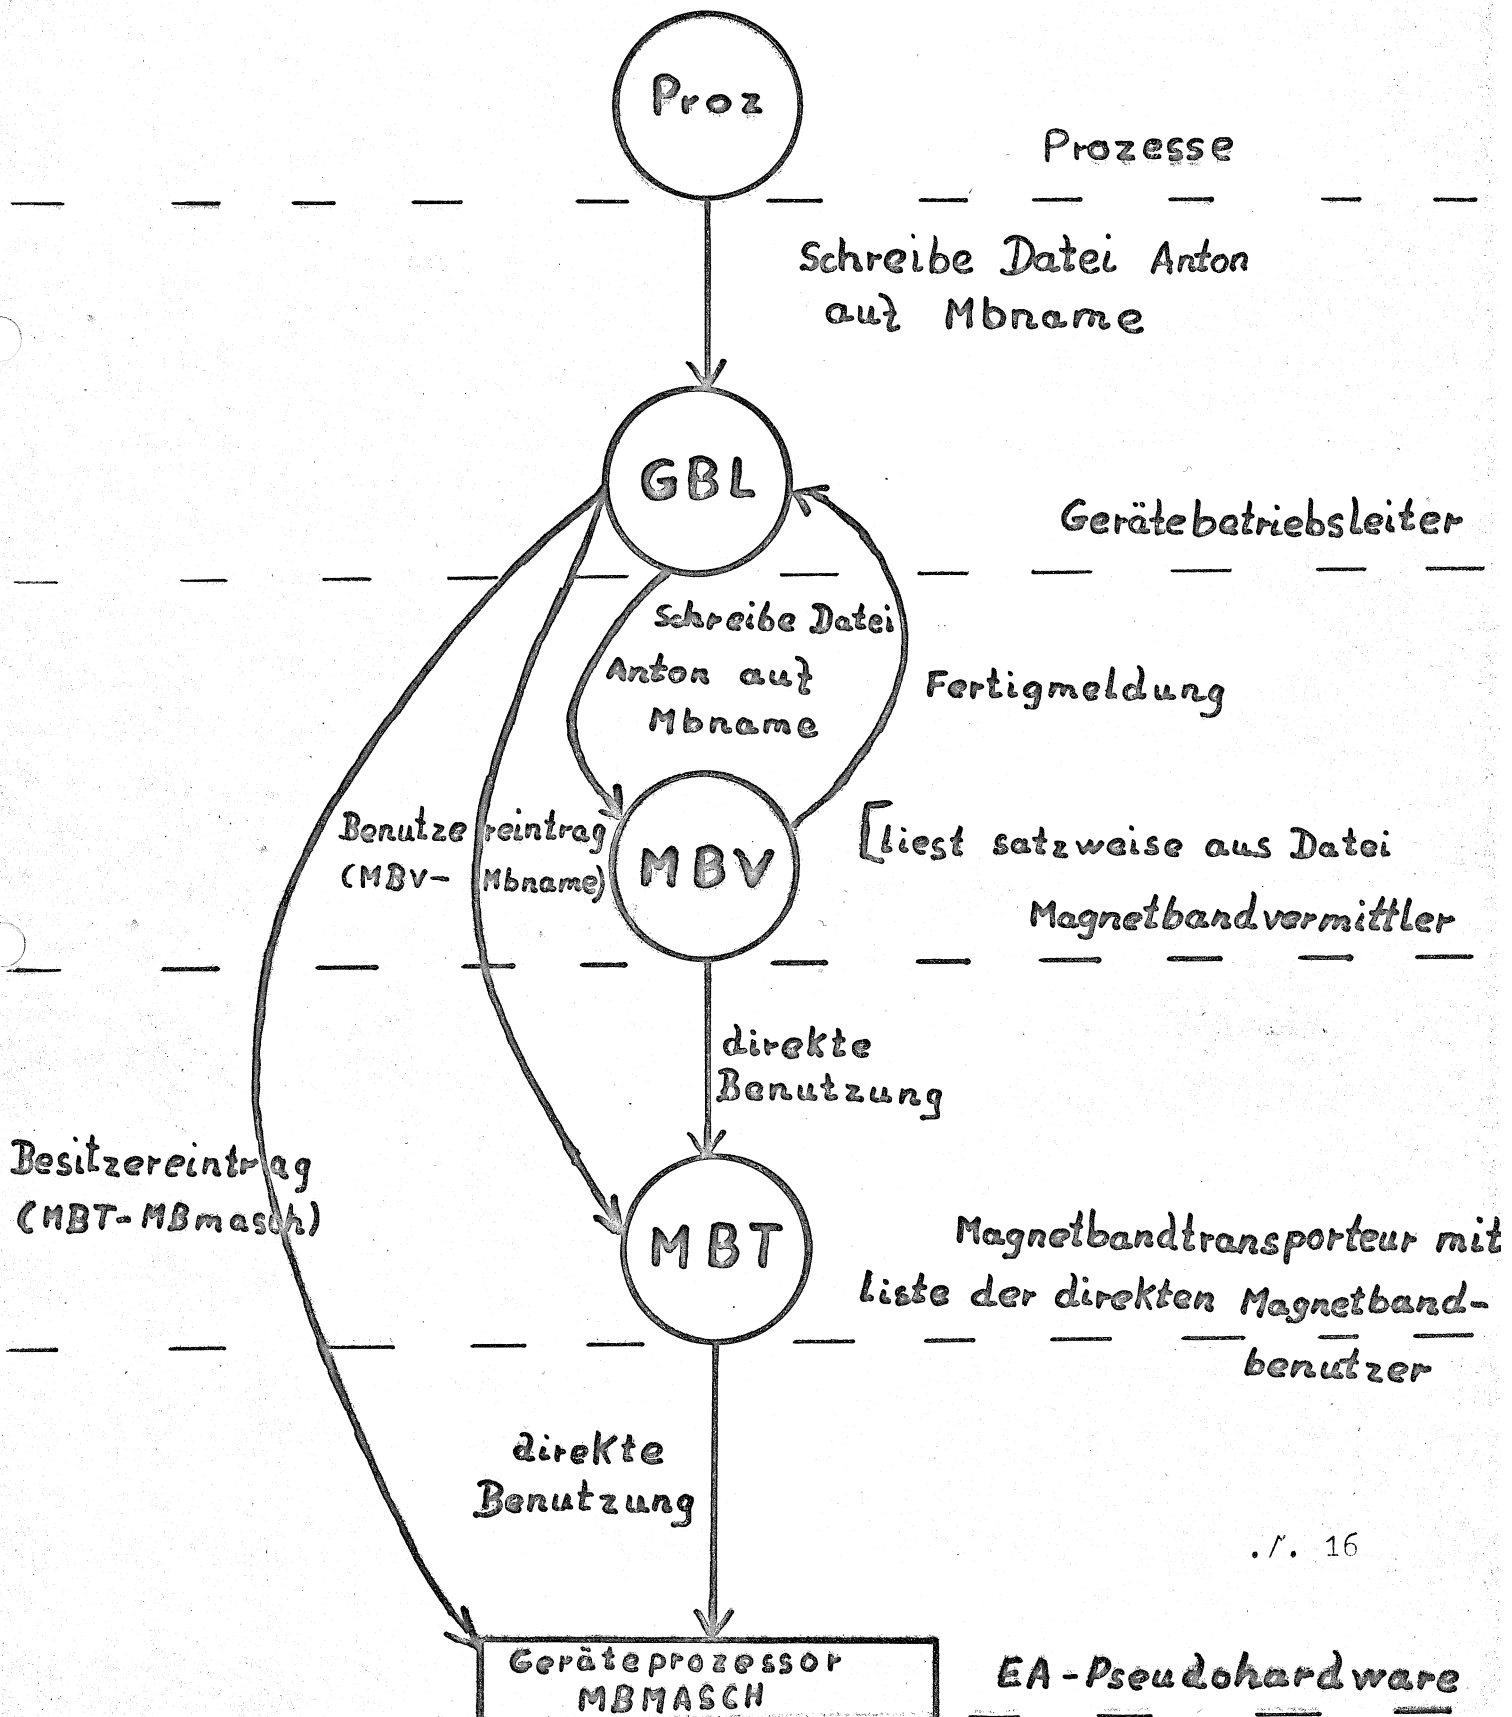 Proz
Prozesse
Schreibe Datei Anton
auf Mbname
GBL
Gerätebetriebsleiter
Schreibe Datei
Anton auf
Mbname
Fertigmeldung
Benutzereintrag
(MBV- Mbname)
MBV
[liest satzweise aus Datei
Magnetbandvermittler
direkte
Benutzung
Besitzereintrag
(MBT-MBmasch)
MBT
Magnetbandtransporteur mit
liste der direkten Magnetband-
benutzer
direkte
Benutzung
./. 16
Geräteprozessor
MBMASCH
EA-Pseudohardware